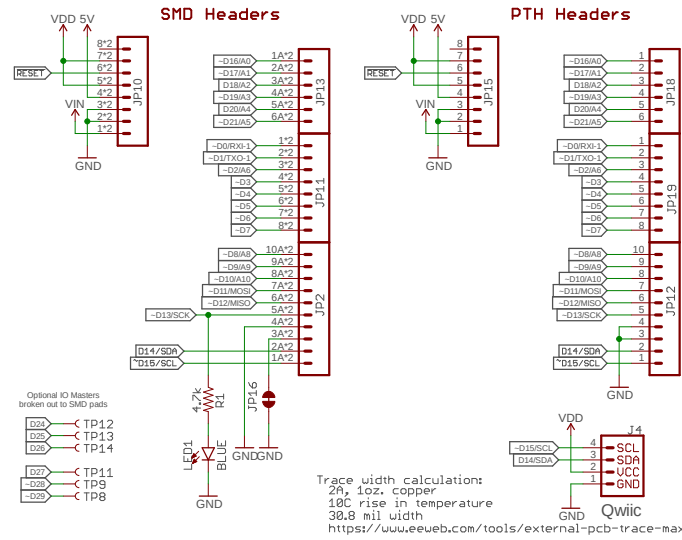 SMD Headers
PTH Headers
VDD 5V
8*2
7*2
6*2
5*2
4*2
3*2
2*2
1*2
RESET
VIN
GND
JP10
~D16/A0 1A*2
~D17/A1 2A*2
D18/A2 3A*2
~D19/A3 4A*2
D20/A4 5A*2
~D21/A5 6A*2
JP13
~D0/RXI-1 1*2
~D1/TXO-1 2*2
~D2/A6 3*2
~D3 4*2
~D4 5*2
~D5 6*2
~D6 7*2
~D7 8*2
JP11
~D8/A8 10A*2
~D9/A9 9A*2
~D10/A10 8A*2
~D11/MOSI 7A*2
~D12/MISO 6A*2
~D13/SCK 5A*2
4A*2
3A*2
D14/SDA 2A*2
~D15/SCL 1A*2
JP2
4.7k
R1
JP16
LED1
BLUE
GND
GND
GND
VDD 5V
8
7
6
5
4
3
2
1
RESET
VIN
GND
JP15
~D16/A0 1
~D17/A1 2
D18/A2 3
~D19/A3 4
D20/A4 5
~D21/A5 6
JP18
~D0/RXI-1 1
~D1/TXO-1 2
~D2/A6 3
~D3 4
~D4 5
~D5 6
~D6 7
~D7 8
JP19
~D8/A8 10
~D9/A9 9
~D10/A10 8
~D11/MOSI 7
~D12/MISO 6
~D13/SCK 5
4
3
D14/SDA 2
~D15/SCL 1
JP12
GND
Optional IO Masters
broken out to SMD pads
D24 TP12
D25 TP13
D26 TP14
D27 TP11
~D28 TP9
~D29 TP8
VDD
J4
~D15/SCL 4 SCL
D14/SDA 3 SDA
2 VCC
1 GND
GND
Qwiic
Trace width calculation:
2A, 1oz. copper
10C rise in temperature
30.8 mil width
https://www.eeweb.com/tools/external-pcb-trace-max